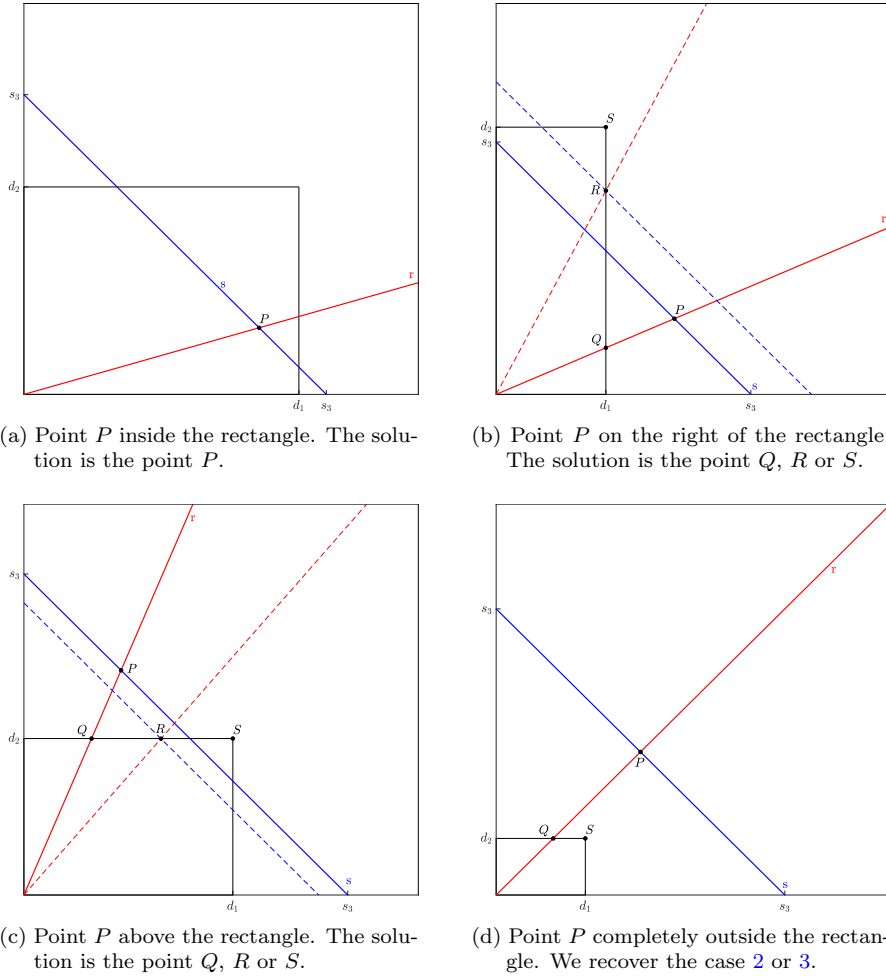 s₃
d₂
s
r
P
d₁
s₃
(a) Point P inside the rectangle. The solu-
tion is the point P.
d₂
S
s₃
R
r
P
Q
s
d₁
s₃
(b) Point P on the right of the rectangle.
The solution is the point Q, R or S.
r
s₃
P
d₂
Q
R
S
s
d₁
s₃
(c) Point P above the rectangle. The solu-
tion is the point Q, R or S.
r
s₃
P
d₂
Q
S
s
d₁
s₃
(d) Point P completely outside the rectan-
gle. We recover the case 2 or 3.